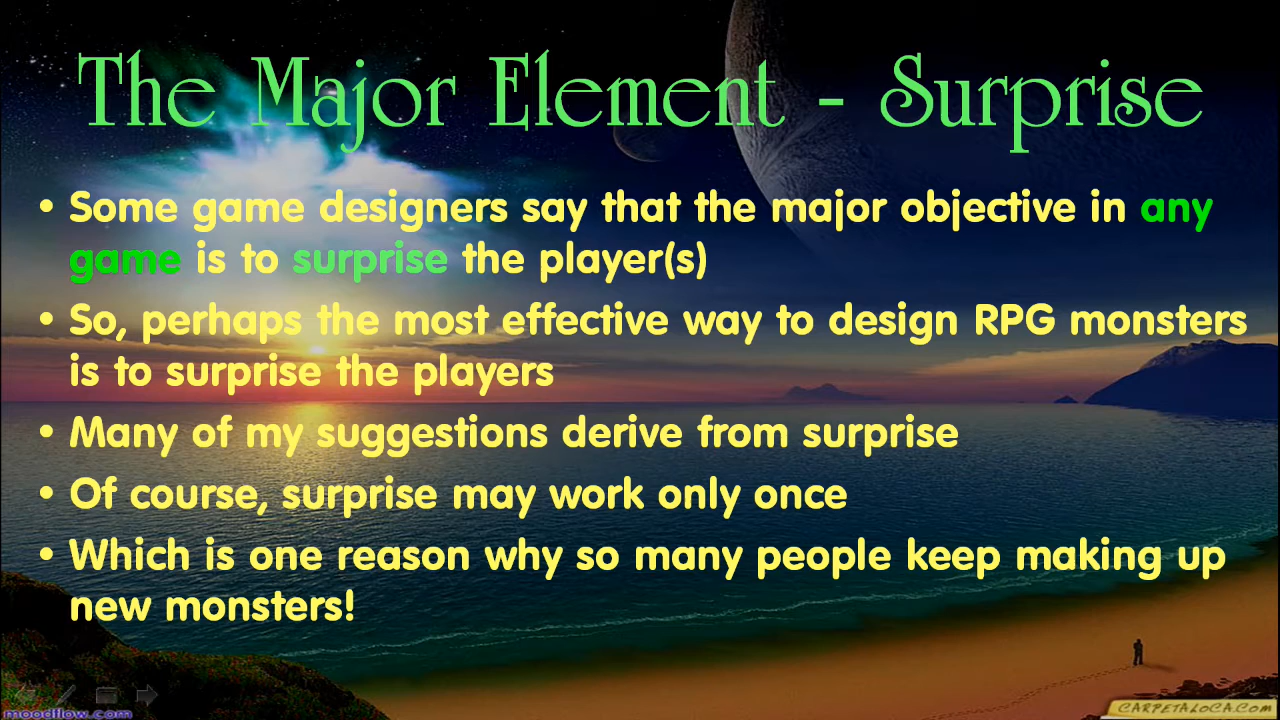 The Major Element - Surprise
• Some game designers say that the major objective in any
game is to surprise the player(s)
• So, perhaps the most effective way to design RPG monsters
is to surprise the players
• Many of my suggestions derive from surprise
• Of course, surprise may work only once
• Which is one reason why so many people keep making up
new monsters!
moodflow.com
CARPETALOCA.COM